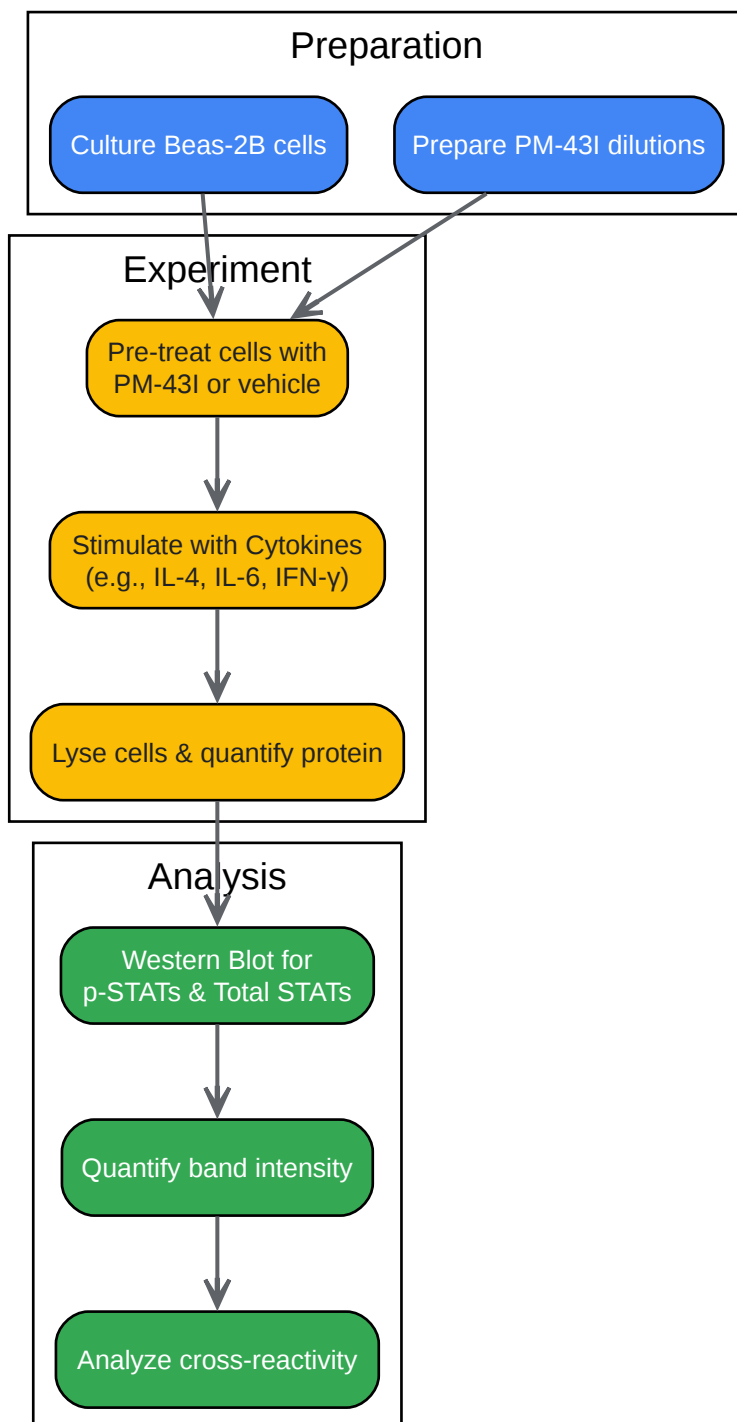 Preparation
Culture Beas-2B cells
Prepare PM-43I dilutions
Experiment
Pre-treat cells with
PM-43I or vehicle
Stimulate with Cytokines
(e.g., IL-4, IL-6, IFN-γ)
Lyse cells & quantify protein
Analysis
Western Blot for
p-STATs & Total STATs
Quantify band intensity
Analyze cross-reactivity